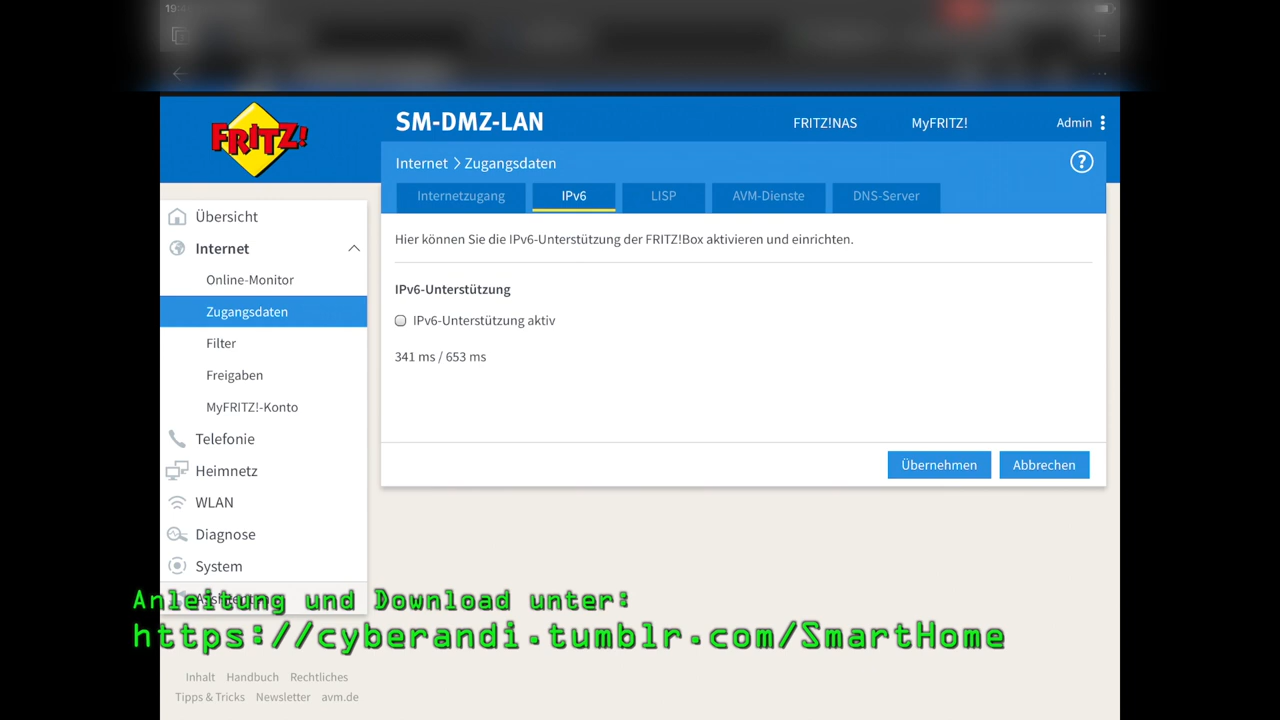 FRITZ!
SM-DMZ-LAN
FRITZ!NAS
MyFRITZ!
Admin
Internet > Zugangsdaten
?
Internetzugang
IPv6
LISP
AVM-Dienste
DNS-Server
Übersicht
Internet
Online-Monitor
Zugangsdaten
Filter
Freigaben
MyFRITZ!-Konto
Telefonie
Heimnetz
WLAN
Diagnose
System
Hier können Sie die IPv6-Unterstützung der FRITZ!Box aktivieren und einrichten.
IPv6-Unterstützung
IPv6-Unterstützung aktiv
341 ms / 653 ms
Übernehmen
Abbrechen
Anleitung und Download unter:
https://cyberandi.tumblr.com/SmartHome
Inhalt Handbuch Rechtliches
Tipps & Tricks Newsletter avm.de